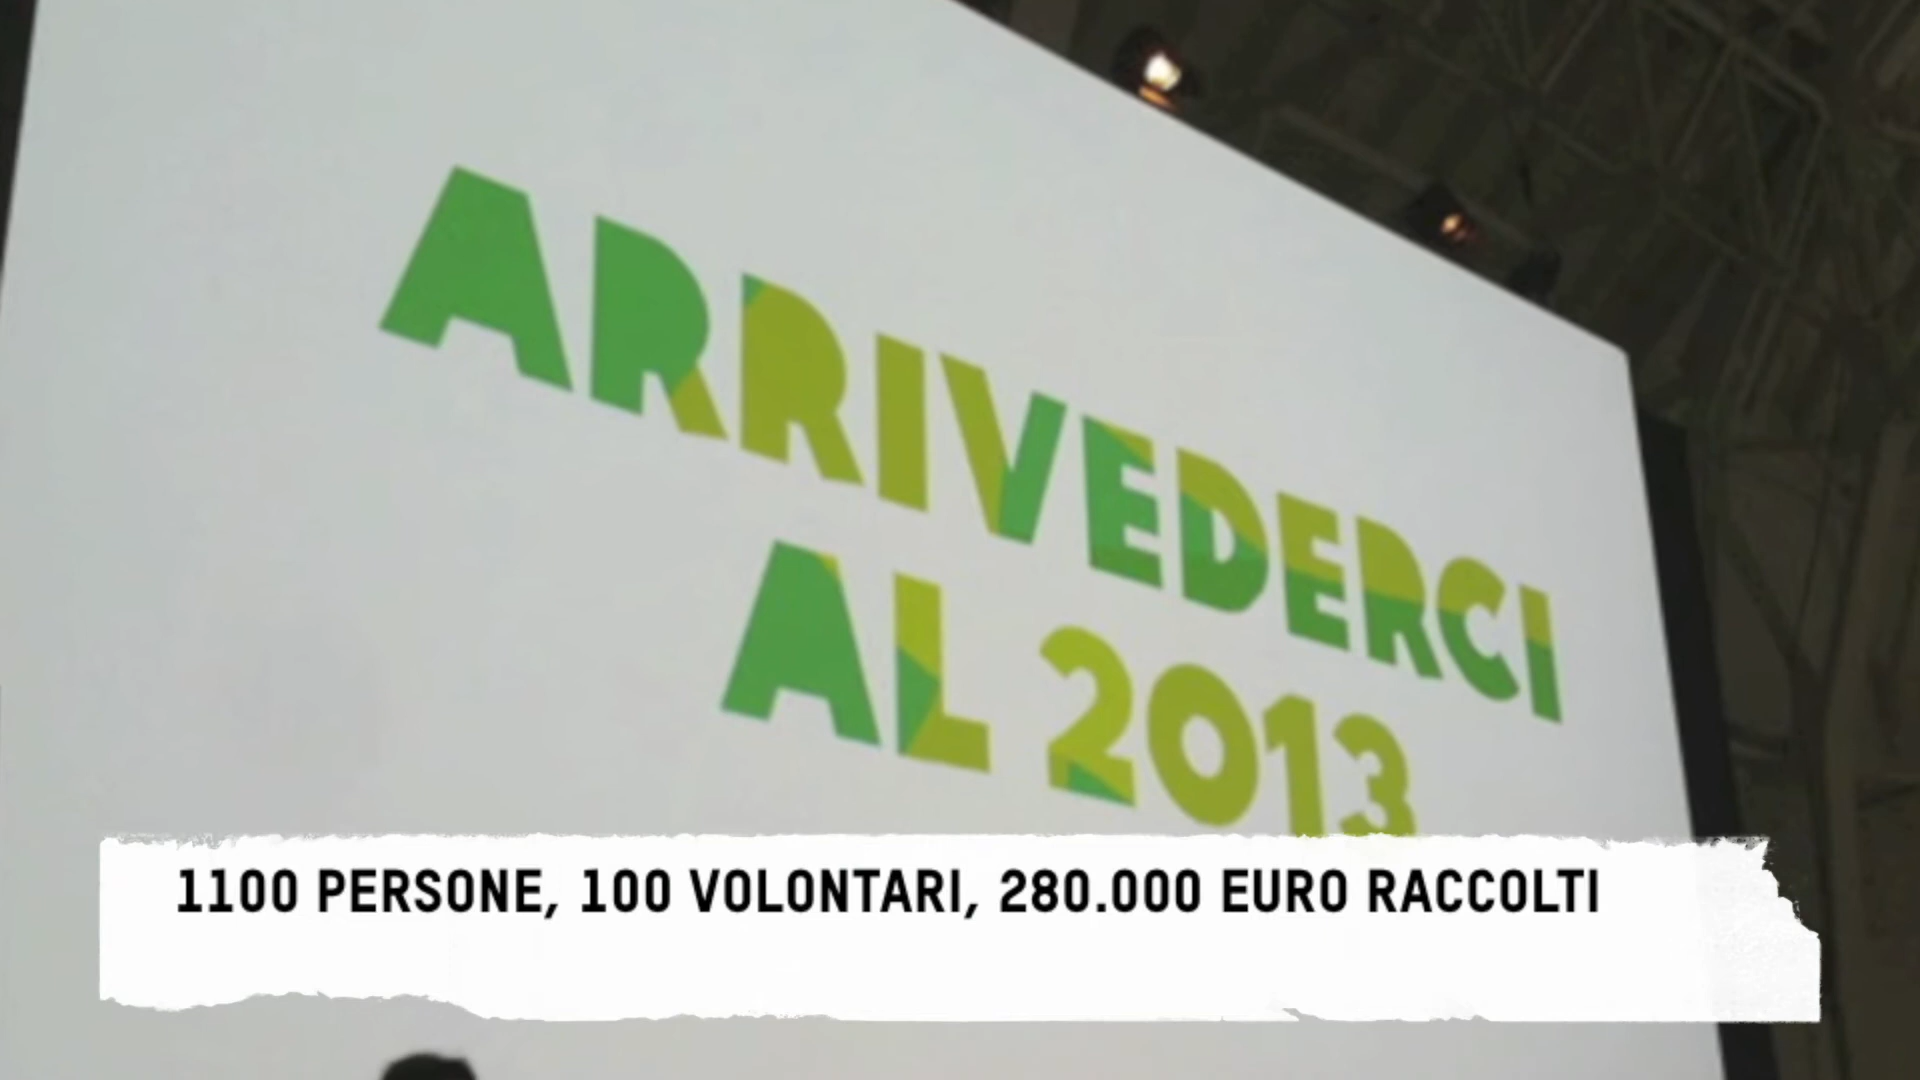 ARRIVEDERCI
AL 2013
1100 PERSONE, 100 VOLONTARI, 280.000 EURO RACCOLTI